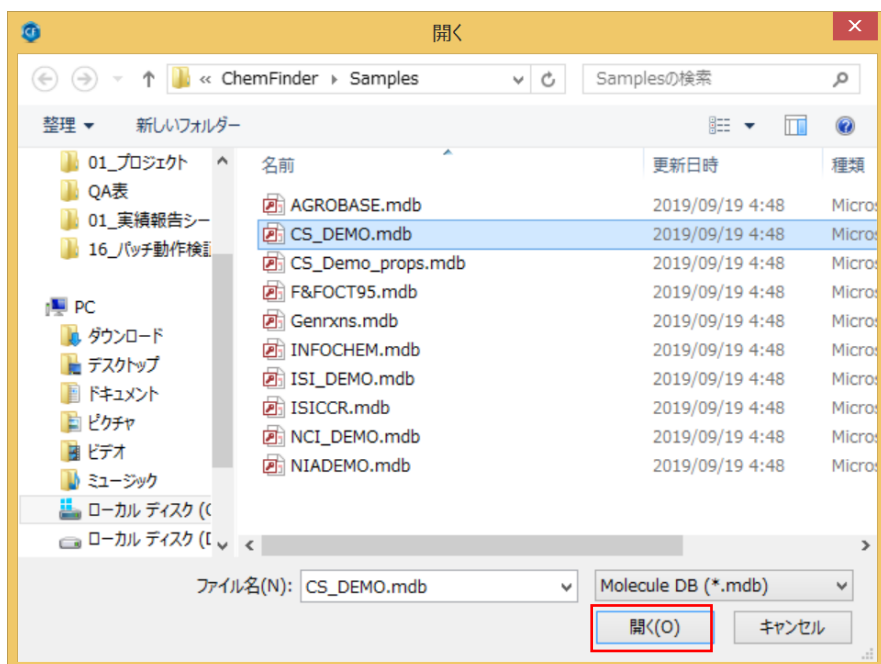 開く
« ChemFinder Samples Samplesの検索
整理 新しいフォルダー
01_プロジェクト
QA表
01_実績報告シー
16_パッチ動作検証
PC
ダウンロード
デスクトップ
ドキュメント
ピクチャ
ビデオ
ミュージック
ローカル ディスク (C
ローカル ディスク (D
名前 更新日時 種類
AGROBASE.mdb 2019/09/19 4:48 Micros
CS_DEMO.mdb 2019/09/19 4:48 Micros
CS_Demo_props.mdb 2019/09/19 4:48 Micros
F&FOCT95.mdb 2019/09/19 4:48 Micros
Genrxns.mdb 2019/09/19 4:48 Micros
INFOCHEM.mdb 2019/09/19 4:48 Micros
ISI_DEMO.mdb 2019/09/19 4:48 Micros
ISICCR.mdb 2019/09/19 4:48 Micros
NCI_DEMO.mdb 2019/09/19 4:48 Micros
NIADEMO.mdb 2019/09/19 4:48 Micros
ファイル名(N): CS_DEMO.mdb Molecule DB (*.mdb)
開く(O) キャンセル